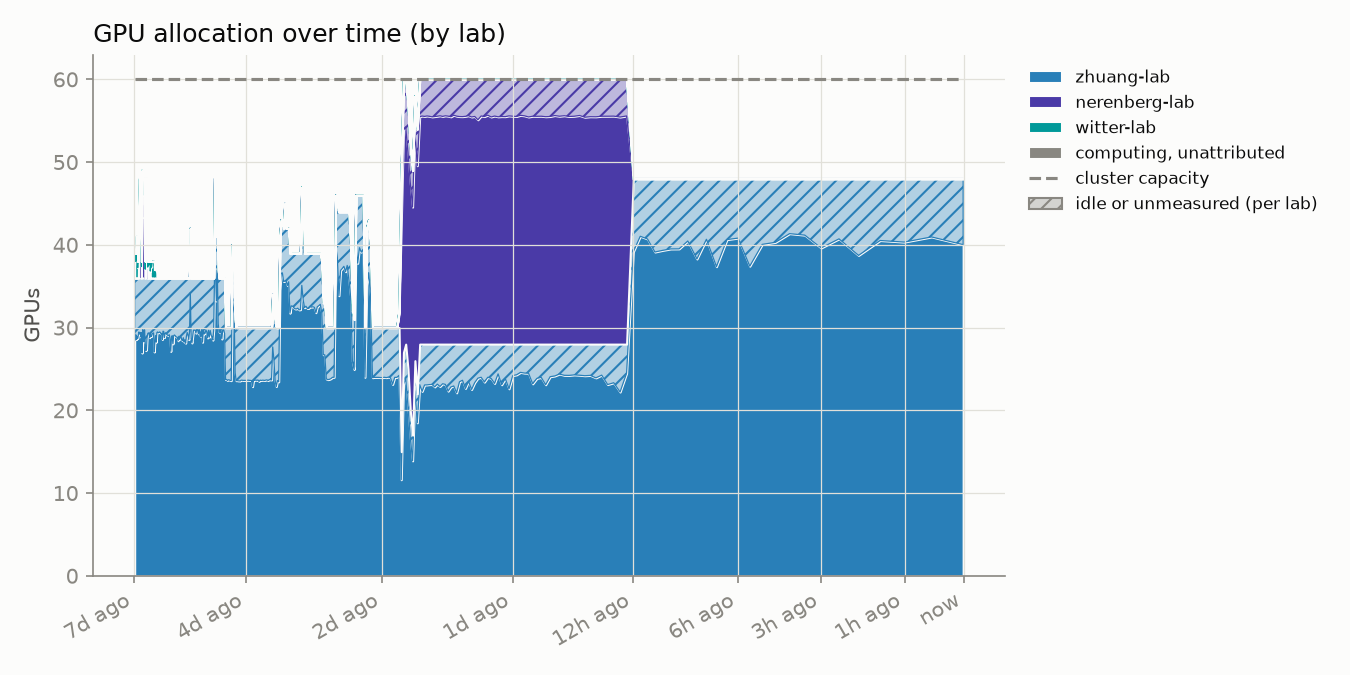 GPU allocation over time (by lab)
GPUs
60
50
40
30
20
10
0
7d ago
4d ago
2d ago
1d ago
12h ago
6h ago
3h ago
1h ago
now
zhuang-lab
nerenberg-lab
witter-lab
computing, unattributed
cluster capacity
idle or unmeasured (per lab)